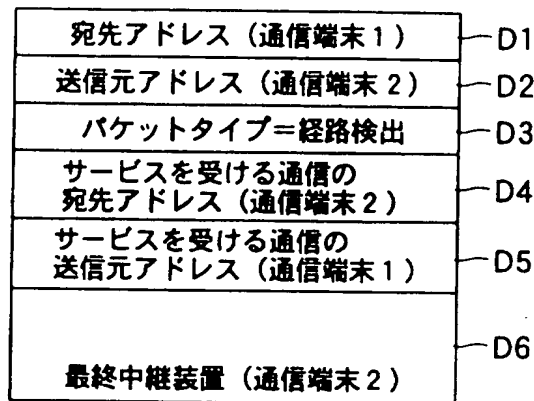 宛先アドレス（通信端末１） D1
送信元アドレス（通信端末２） D2
パケットタイプ＝経路検出 D3
サービスを受ける通信の
宛先アドレス（通信端末２） D4
サービスを受ける通信の
送信元アドレス（通信端末１） D5
D6
最終中継装置（通信端末２）